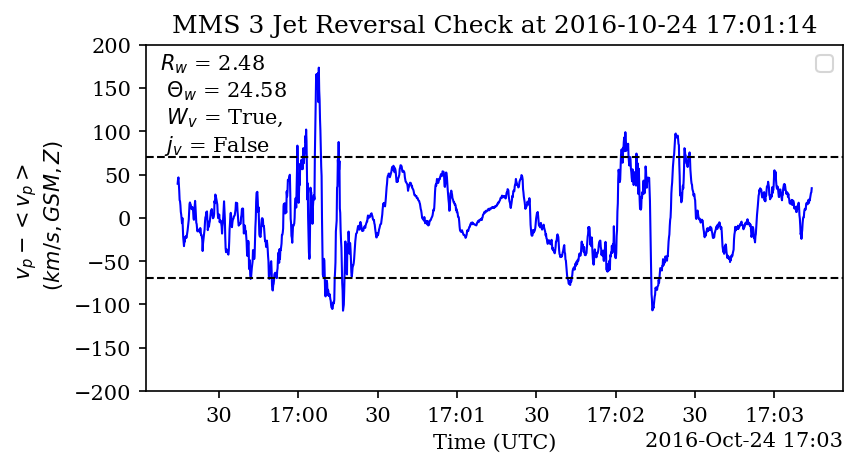 MMS 3 Jet Reversal Check at 2016-10-24 17:01:14
R_w = 2.48
Θ_w = 24.58
W_v = True,
j_v = False
v_p − < v_p >
(km/s, GSM, Z)
200
150
100
50
0
−50
−100
−150
−200
30 17:00 30 17:01 30 17:02 30 17:03
Time (UTC)
2016-Oct-24 17:03